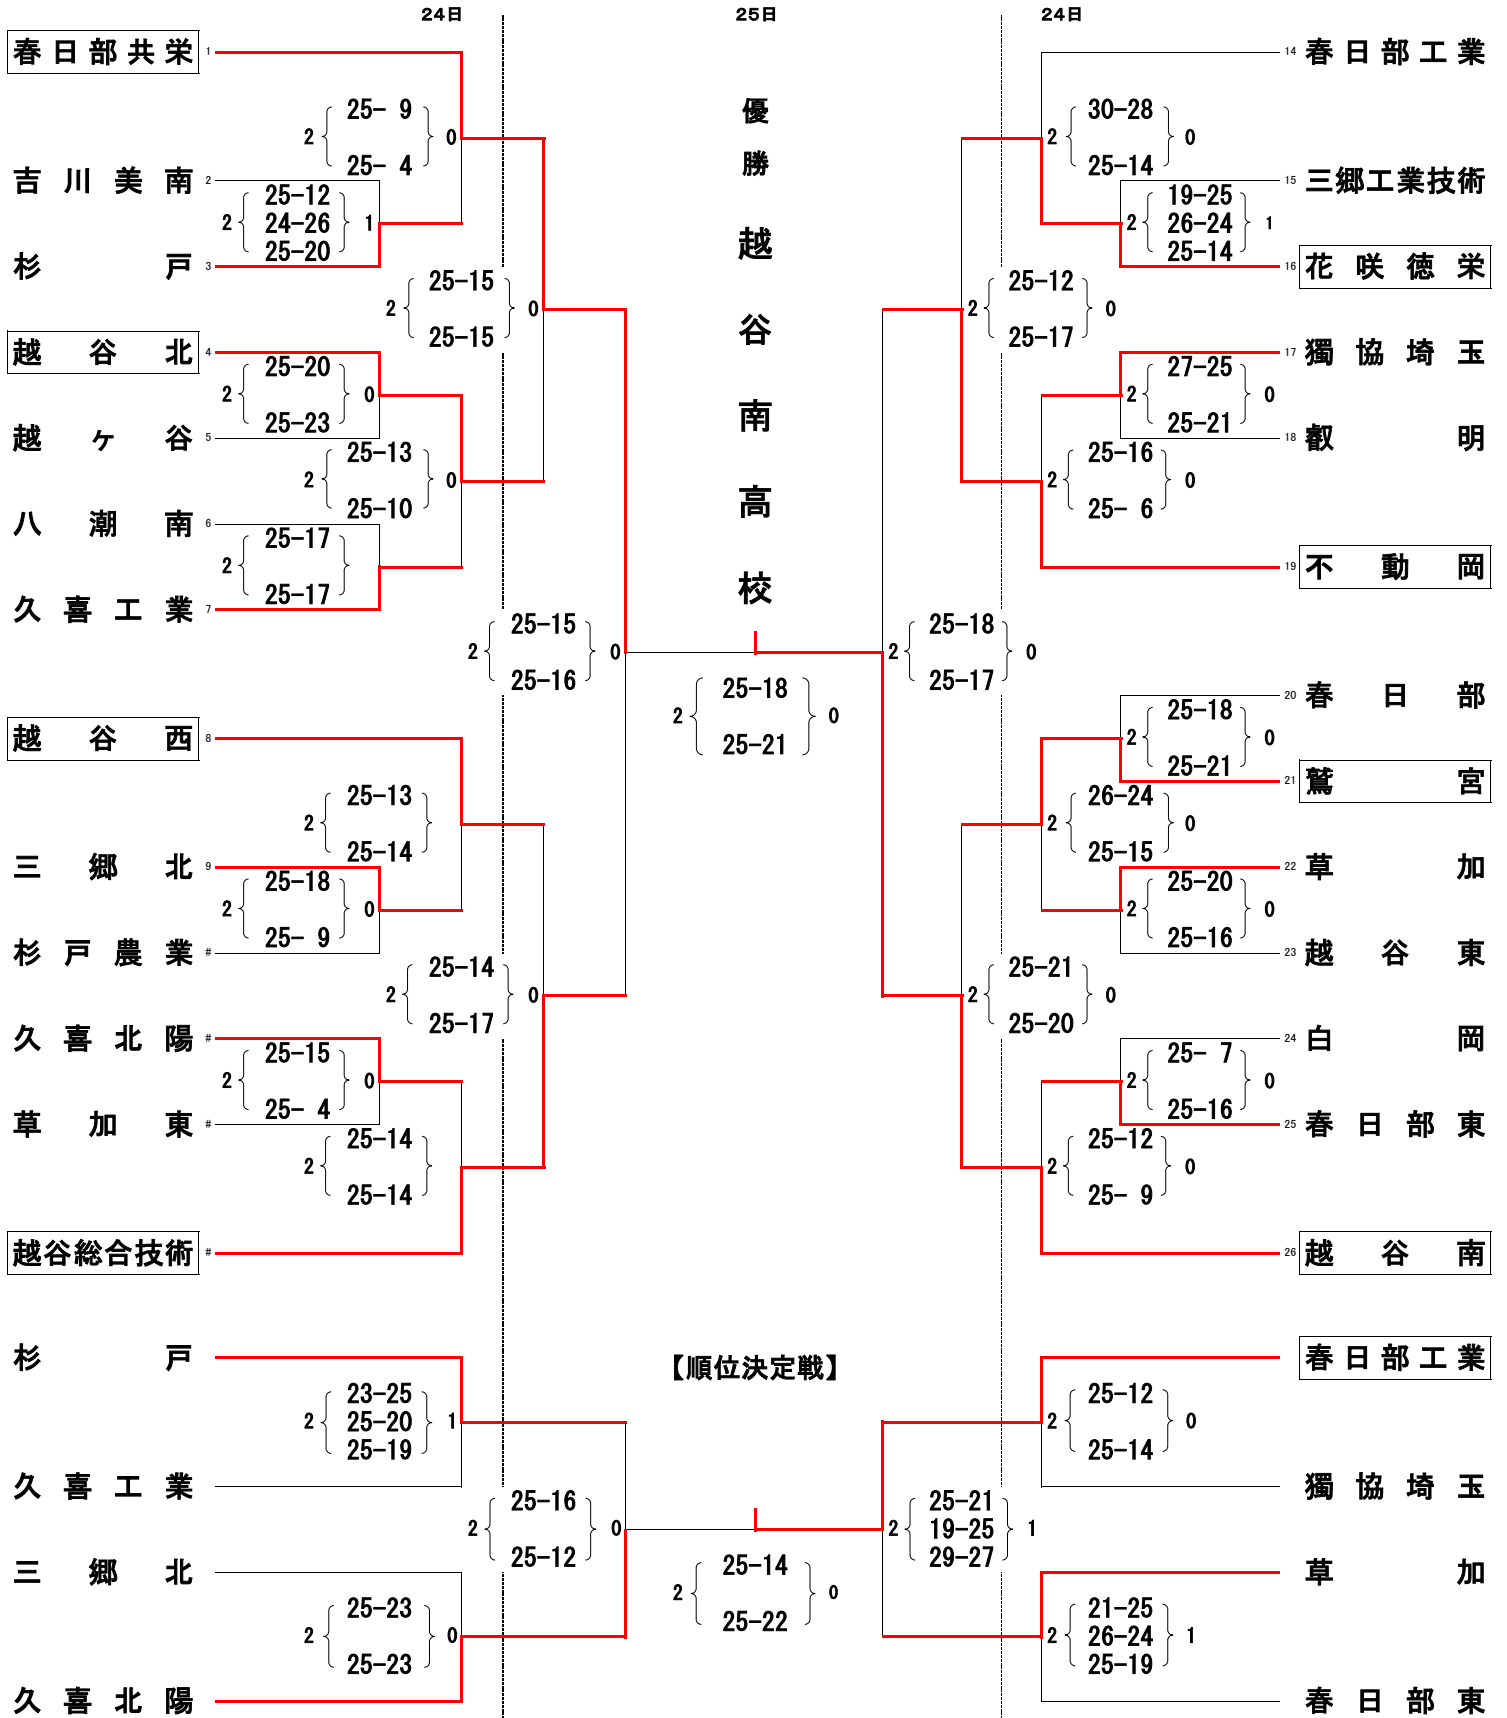 24日 25日 24日
春日部共栄 1
14 春日部工業
優勝
越谷南高校
2 25- 9 0
25- 4
2 30-28 0
25-14
吉川美南 2
15 三郷工業技術
25-12
2 24-26 1
25-20
19-25
2 26-24 1
25-14
杉戸 3
16 花咲徳栄
25-15
2 0
25-15
25-12
2 0
25-17
越谷北 4
17 獨協埼玉
25-20
2 0
25-23
27-25
2 0
25-21
越ヶ谷 5
18 叡明
25-13
2 0
25-10
25-16
2 0
25- 6
八潮南 6
25-17
2
25-17
19 不動岡
久喜工業 7
25-15
2 0
25-16
25-18
2 0
25-17
25-18
2 0
25-21
越谷西 8
20 春日部
25-18
2 0
25-21
21 鷲宮
25-13
2
25-14
26-24
2 0
25-15
三郷北 9
22 草加
25-18
2 0
25- 9
25-20
2 0
25-16
杉戸農業 #
23 越谷東
25-14
2 0
25-17
25-21
2 0
25-20
久喜北陽 #
24 白岡
25-15
2 0
25- 4
25- 7
2 0
25-16
草加東 #
25 春日部東
25-14
2
25-14
25-12
2 0
25- 9
越谷総合技術 #
26 越谷南
【順位決定戦】
杉戸
春日部工業
23-25
2 25-20 1
25-19
25-12
2 0
25-14
久喜工業
獨協埼玉
25-16
2 0
25-12
25-21
2 19-25 1
29-27
25-14
2 0
25-22
三郷北
草加
25-23
2 0
25-23
21-25
2 26-24 1
25-19
久喜北陽
春日部東